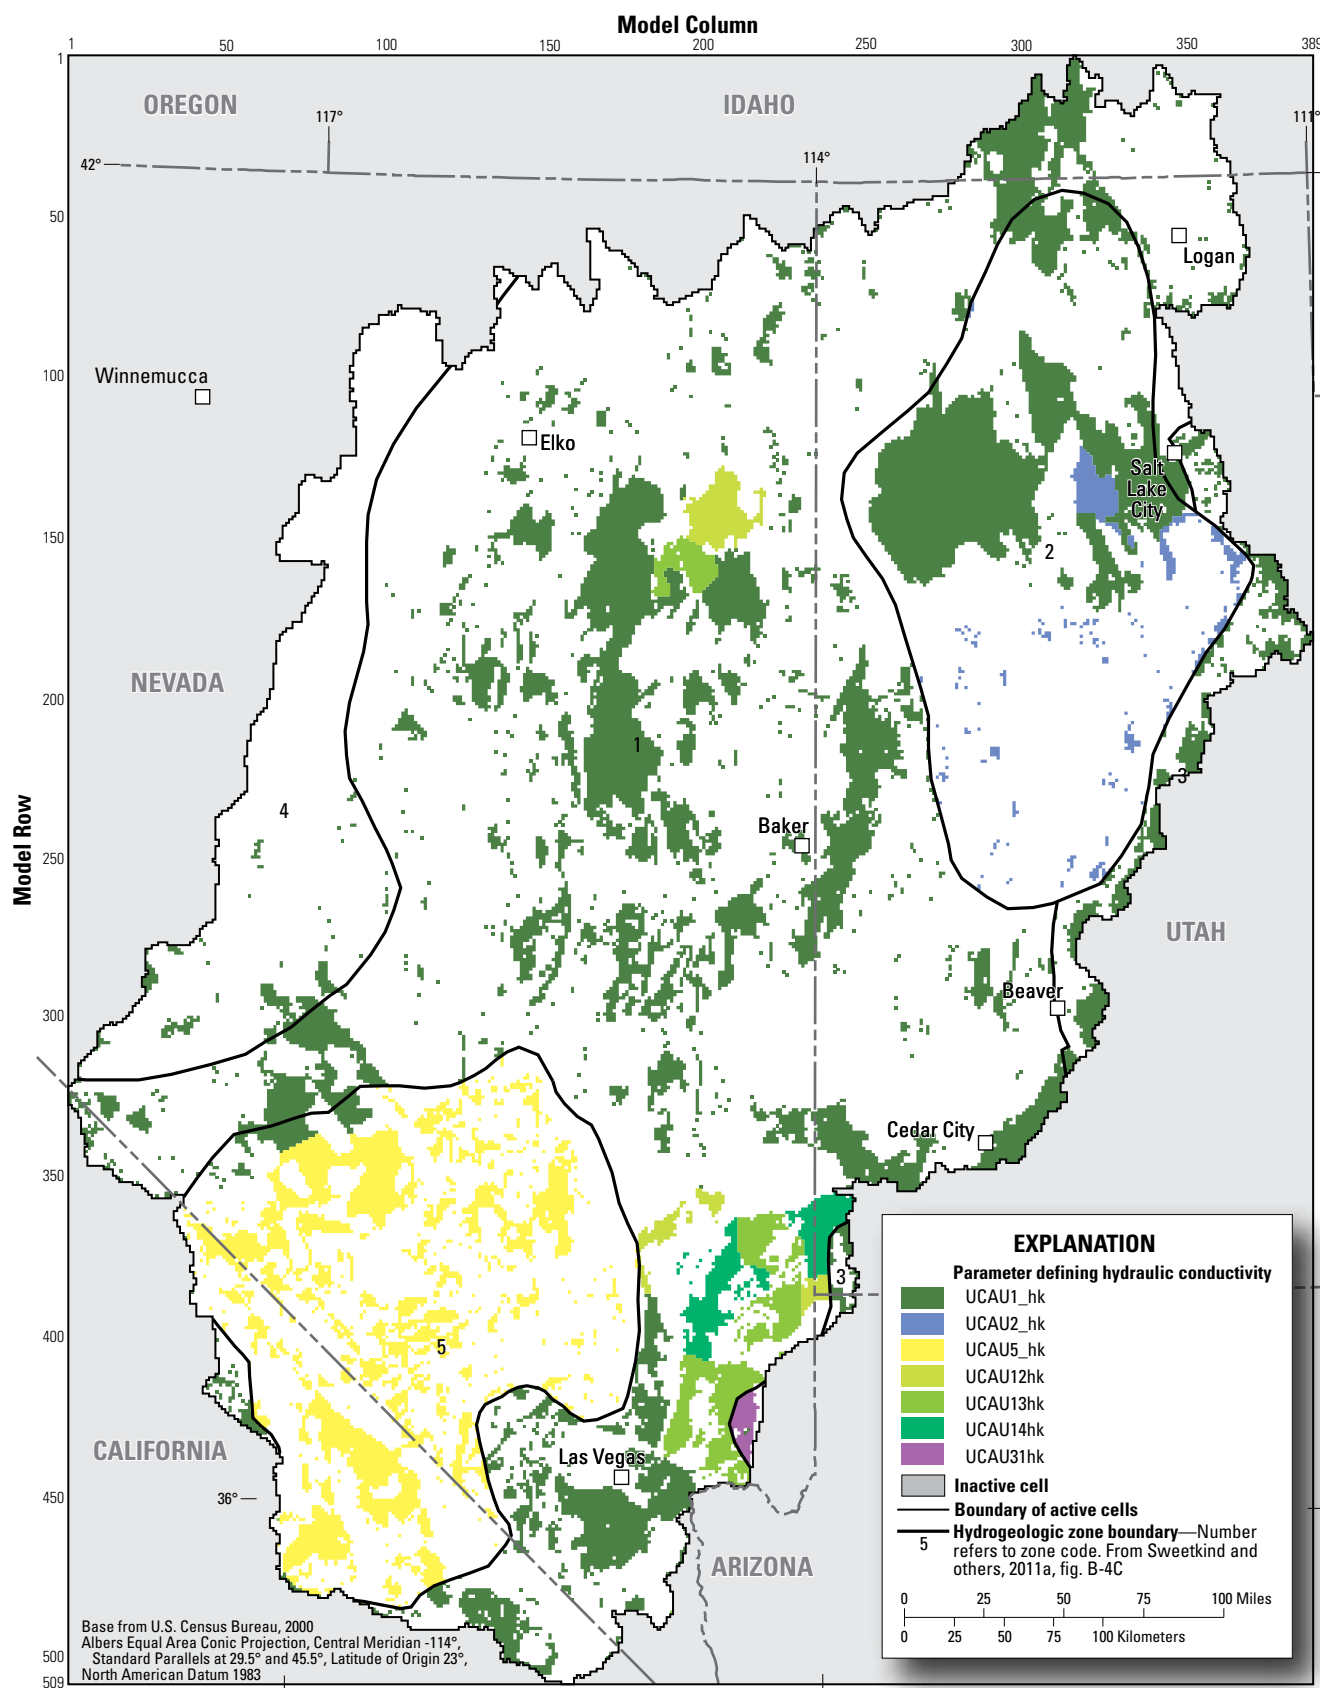 Model Column
1 50 100 150 200 250 300 350 389
1
OREGON
IDAHO
117°
111°
114°
42°
50
Logan
100
Winnemucca
Elko
Salt
Lake
City
150
2
NEVADA
200
1
3
4
Baker
Model Row
250
UTAH
Beaver
300
Cedar City
350
3
400
5
CALIFORNIA
Las Vegas
36°
450
ARIZONA
500
509
EXPLANATION
Parameter defining hydraulic conductivity
UCAU1_hk
UCAU2_hk
UCAU5_hk
UCAU12hk
UCAU13hk
UCAU14hk
UCAU31hk
Inactive cell
Boundary of active cells
5 Hydrogeologic zone boundary—Number
refers to zone code. From Sweetkind and
others, 2011a, fig. B-4C
0 25 50 75 100 Miles
0 25 50 75 100 Kilometers
Base from U.S. Census Bureau, 2000
Albers Equal Area Conic Projection, Central Meridian -114°,
Standard Parallels at 29.5° and 45.5°, Latitude of Origin 23°,
North American Datum 1983